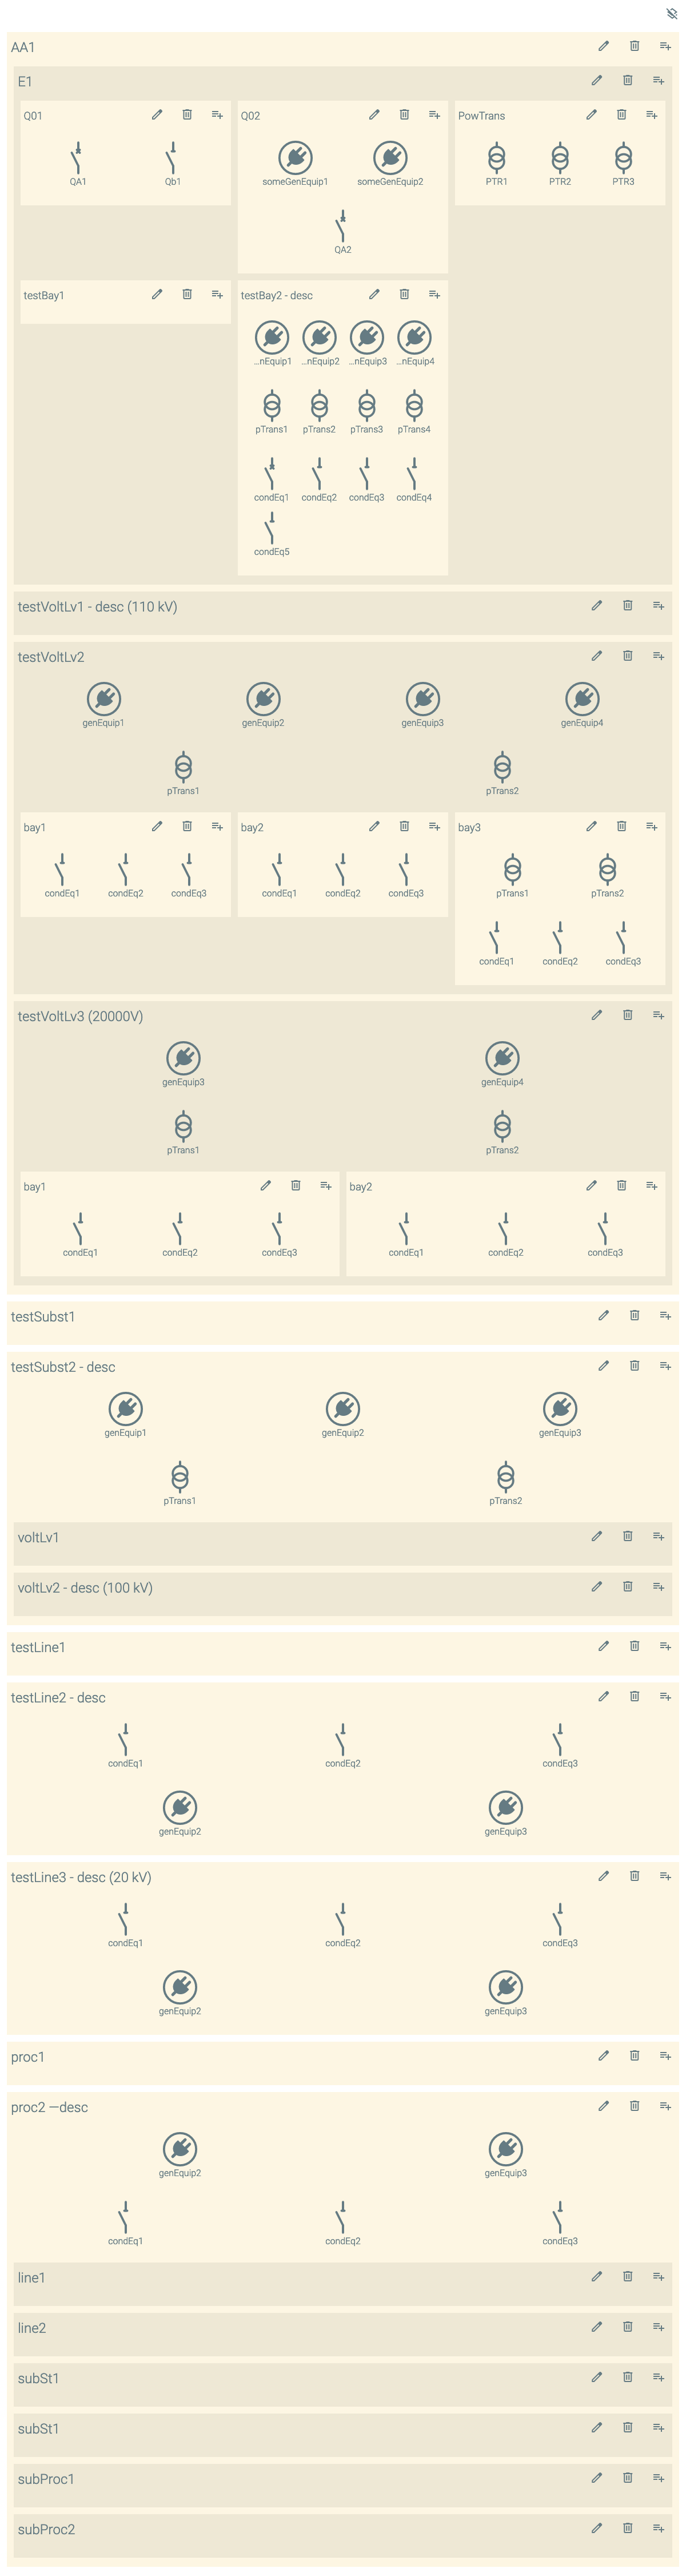 AA1
E1
Q01
Q02
PowTrans
QA1
Qb1
someGenEquip1
someGenEquip2
PTR1
PTR2
PTR3
QA2
testBay1
testBay2 - desc
...nEquip1
...nEquip2
...nEquip3
...nEquip4
pTrans1
pTrans2
pTrans3
pTrans4
condEq1
condEq2
condEq3
condEq4
condEq5
testVoltLv1 - desc (110 kV)
testVoltLv2
genEquip1
genEquip2
genEquip3
genEquip4
pTrans1
pTrans2
bay1
bay2
bay3
condEq1
condEq2
condEq3
condEq1
condEq2
condEq3
pTrans1
pTrans2
condEq1
condEq2
condEq3
testVoltLv3 (20000V)
genEquip3
genEquip4
pTrans1
pTrans2
bay1
bay2
condEq1
condEq2
condEq3
condEq1
condEq2
condEq3
testSubst1
testSubst2 - desc
genEquip1
genEquip2
genEquip3
pTrans1
pTrans2
voltLv1
voltLv2 - desc (100 kV)
testLine1
testLine2 - desc
condEq1
condEq2
condEq3
genEquip2
genEquip3
testLine3 - desc (20 kV)
condEq1
condEq2
condEq3
genEquip2
genEquip3
proc1
proc2 —desc
genEquip2
genEquip3
condEq1
condEq2
condEq3
line1
line2
subSt1
subSt1
subProc1
subProc2